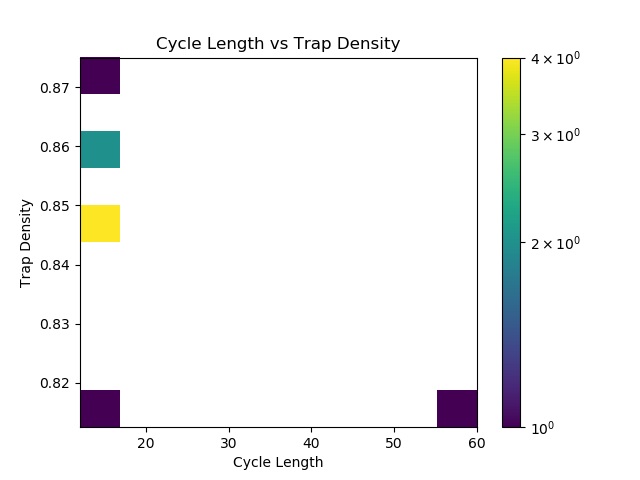 Cycle Length vs Trap Density
Trap Density
0.87
0.86
0.85
0.84
0.83
0.82
20
30
40
50
60
Cycle Length
4 × 10⁰
3 × 10⁰
2 × 10⁰
10⁰